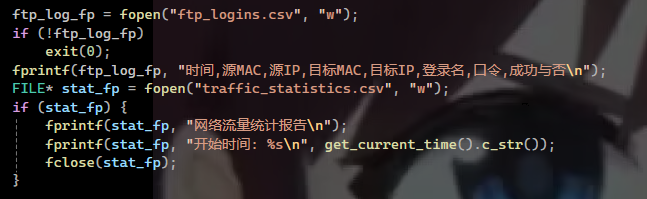 ftp_log_fp = fopen("ftp_logins.csv", "w");
if (!ftp_log_fp)
    exit(0);
fprintf(ftp_log_fp, "时间,源MAC,源IP,目标MAC,目标IP,登录名,口令,成功与否\n");
FILE* stat_fp = fopen("traffic_statistics.csv", "w");
if (stat_fp) {
    fprintf(stat_fp, "网络流量统计报告\n");
    fprintf(stat_fp, "开始时间: %s\n", get_current_time().c_str());
    fclose(stat_fp);
}